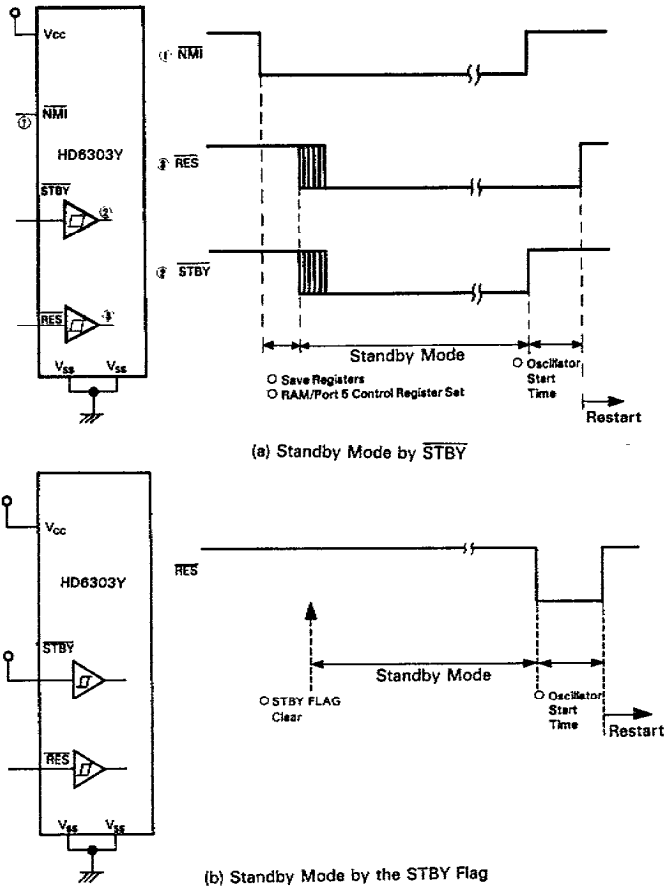 Vcc
NMI
①
HD6303Y
STBY
②
RES
③
Vss Vss
① NMI
③ RES
② STBY
Standby Mode
○ Save Registers
○ RAM/Port 5 Control Register Set
○ Oscillator
Start
Time
Restart
(a) Standby Mode by STBY
Vcc
HD6303Y
STBY
RES
Vss Vss
RES
Standby Mode
○ STBY FLAG
Clear
○ Oscillator
Start
Time
Restart
(b) Standby Mode by the STBY Flag